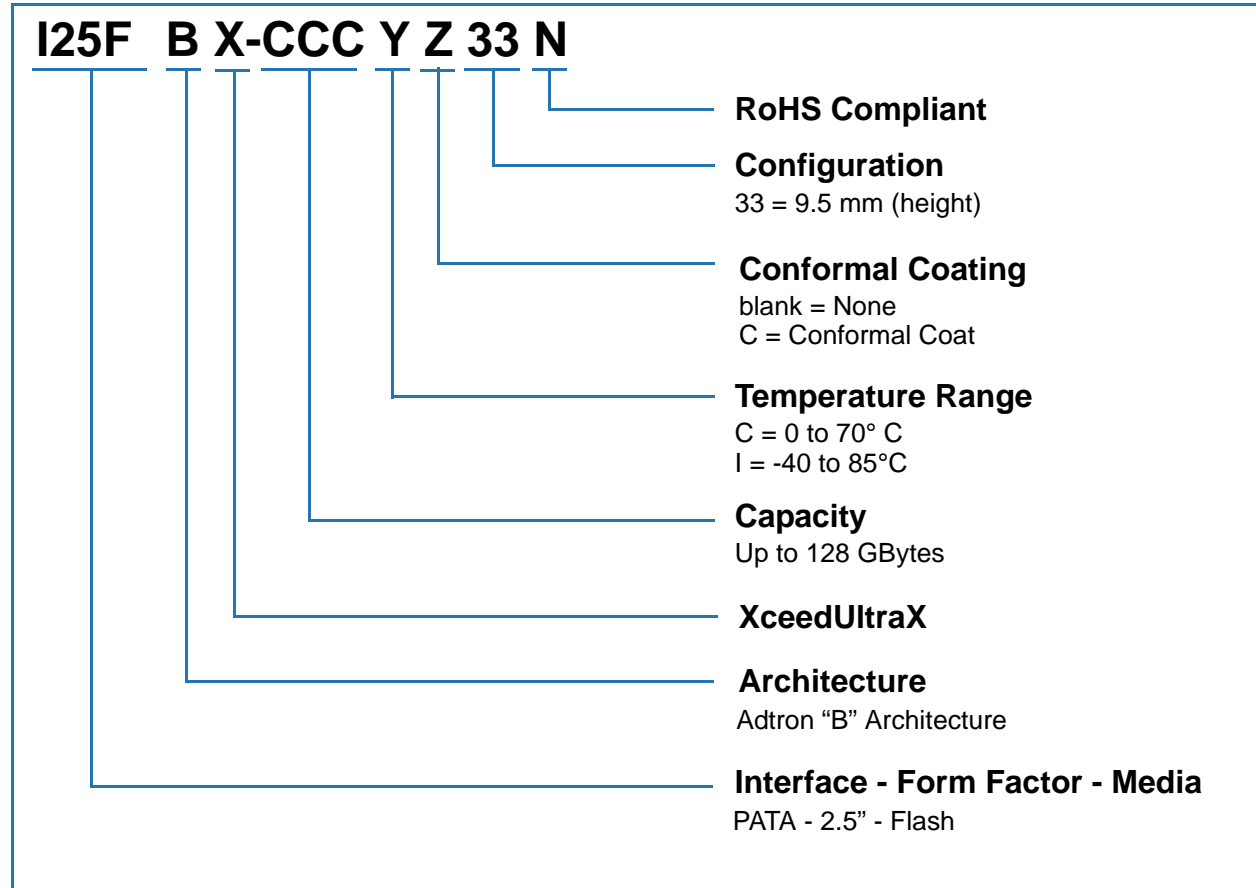 I25F B X-CCC Y Z 33 N
RoHS Compliant
Configuration
33 = 9.5 mm (height)
Conformal Coating
blank = None
C = Conformal Coat
Temperature Range
C = 0 to 70° C
I = -40 to 85°C
Capacity
Up to 128 GBytes
XceedUltraX
Architecture
Adtron “B” Architecture
Interface - Form Factor - Media
PATA - 2.5” - Flash